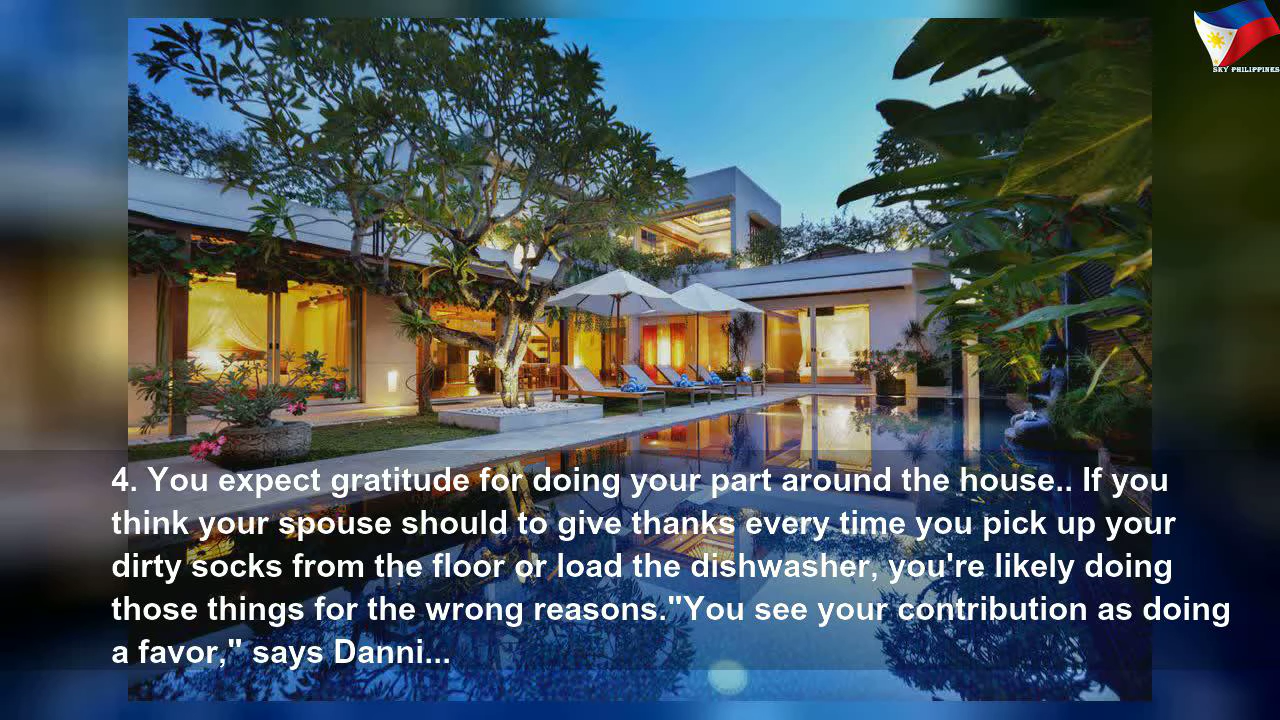 SKY PHILIPPINES
4. You expect gratitude for doing your part around the house.. If you
think your spouse should to give thanks every time you pick up your
dirty socks from the floor or load the dishwasher, you're likely doing
those things for the wrong reasons."You see your contribution as doing
a favor," says Danni...